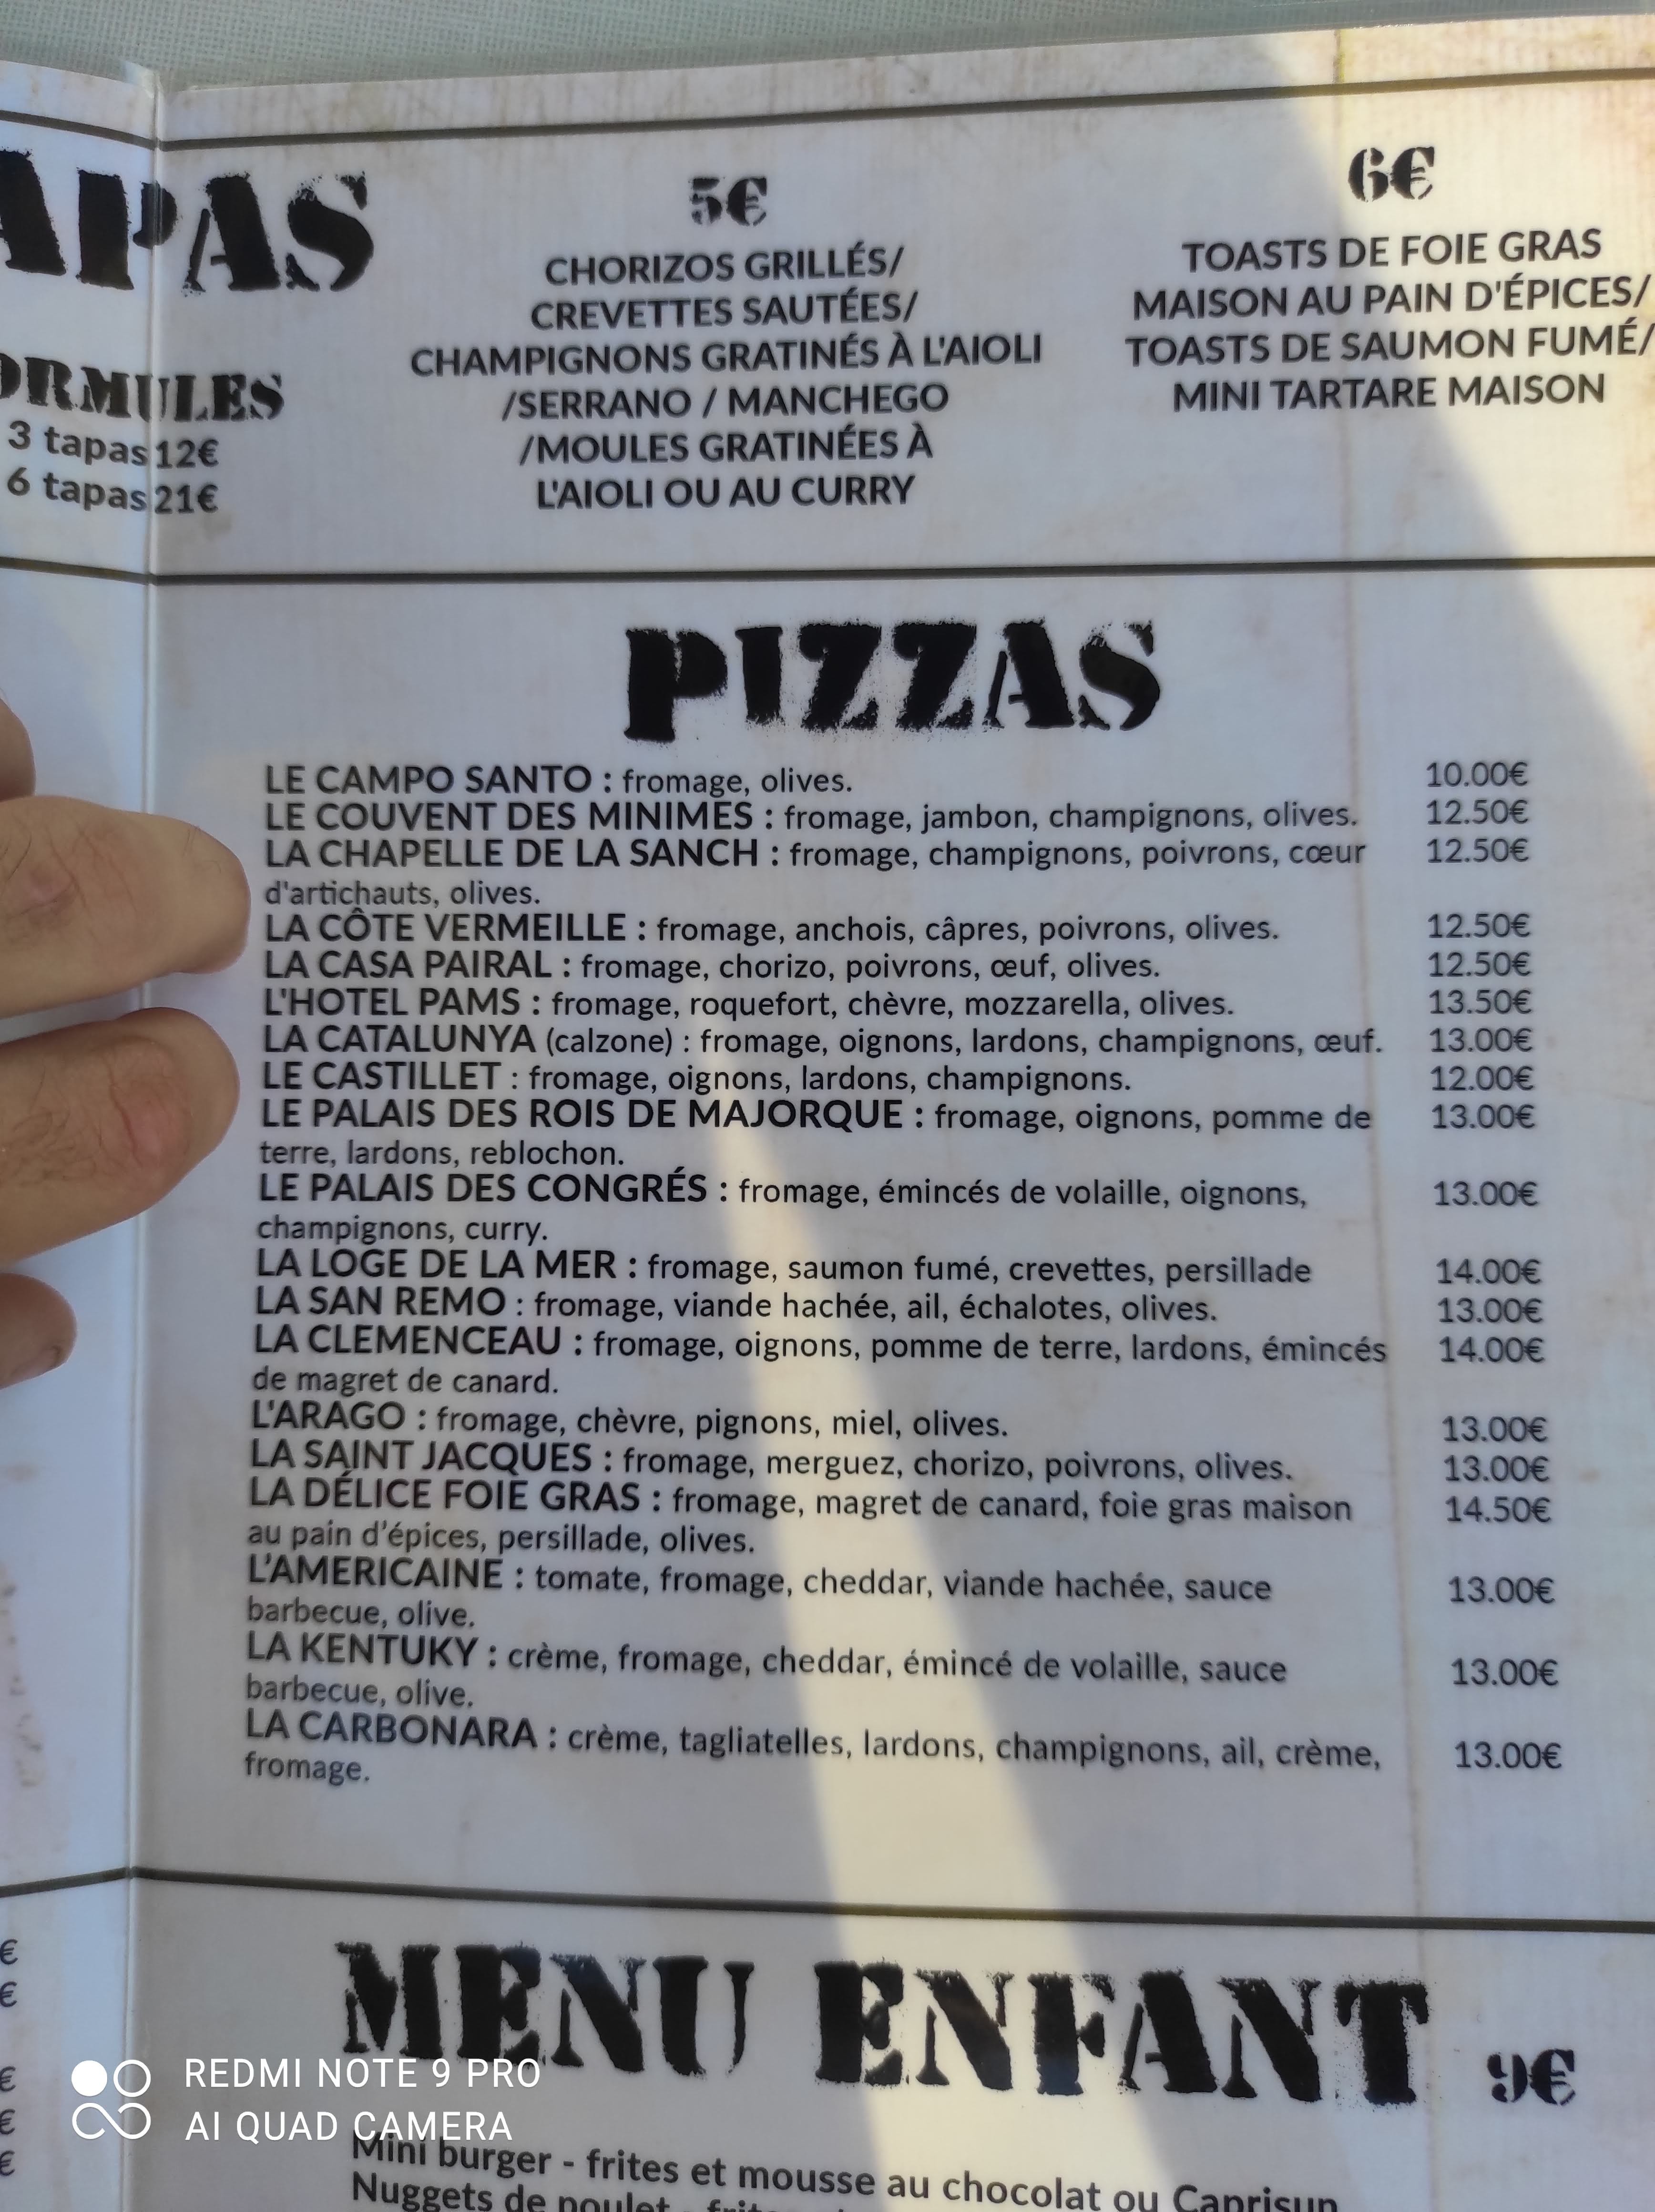 APAS
ORMULES
3 tapas 12€
6 tapas 21€
5€
CHORIZOS GRILLÉS/
CREVETTES SAUTÉES/
CHAMPIGNONS GRATINÉS À L'AIOLI
/SERRANO / MANCHEGO
/MOULES GRATINÉES À
L'AIOLI OU AU CURRY
6€
TOASTS DE FOIE GRAS
MAISON AU PAIN D'ÉPICES/
TOASTS DE SAUMON FUMÉ/
MINI TARTARE MAISON
PIZZAS
LE CAMPO SANTO : fromage, olives. 10.00€
LE COUVENT DES MINIMES : fromage, jambon, champignons, olives. 12.50€
LA CHAPELLE DE LA SANCH : fromage, champignons, poivrons, cœur 12.50€
d'artichauts, olives.
LA CÔTE VERMEILLE : fromage, anchois, câpres, poivrons, olives. 12.50€
LA CASA PAIRAL : fromage, chorizo, poivrons, œuf, olives. 12.50€
L'HOTEL PAMS : fromage, roquefort, chèvre, mozzarella, olives. 13.50€
LA CATALUNYA (calzone) : fromage, oignons, lardons, champignons, œuf. 13.00€
LE CASTILLET : fromage, oignons, lardons, champignons. 12.00€
LE PALAIS DES ROIS DE MAJORQUE : fromage, oignons, pomme de 13.00€
terre, lardons, reblochon.
LE PALAIS DES CONGRÉS : fromage, émincés de volaille, oignons, 13.00€
champignons, curry.
LA LOGE DE LA MER : fromage, saumon fumé, crevettes, persillade 14.00€
LA SAN REMO : fromage, viande hachée, ail, échalotes, olives. 13.00€
LA CLEMENCEAU : fromage, oignons, pomme de terre, lardons, émincés 14.00€
de magret de canard.
L'ARAGO : fromage, chèvre, pignons, miel, olives. 13.00€
LA SAINT JACQUES : fromage, merguez, chorizo, poivrons, olives. 13.00€
LA DÉLICE FOIE GRAS : fromage, magret de canard, foie gras maison 14.50€
au pain d'épices, persillade, olives.
L'AMERICAINE : tomate, fromage, cheddar, viande hachée, sauce 13.00€
barbecue, olive.
LA KENTUKY : crème, fromage, cheddar, émincé de volaille, sauce 13.00€
barbecue, olive.
LA CARBONARA : crème, tagliatelles, lardons, champignons, ail, crème, 13.00€
fromage.
MENU ENFANT 9€
€
€
€
€
€
REDMI NOTE 9 PRO
AI QUAD CAMERA
Mini burger - frites et mousse au chocolat ou Caprisun
Nuggets de poulet -